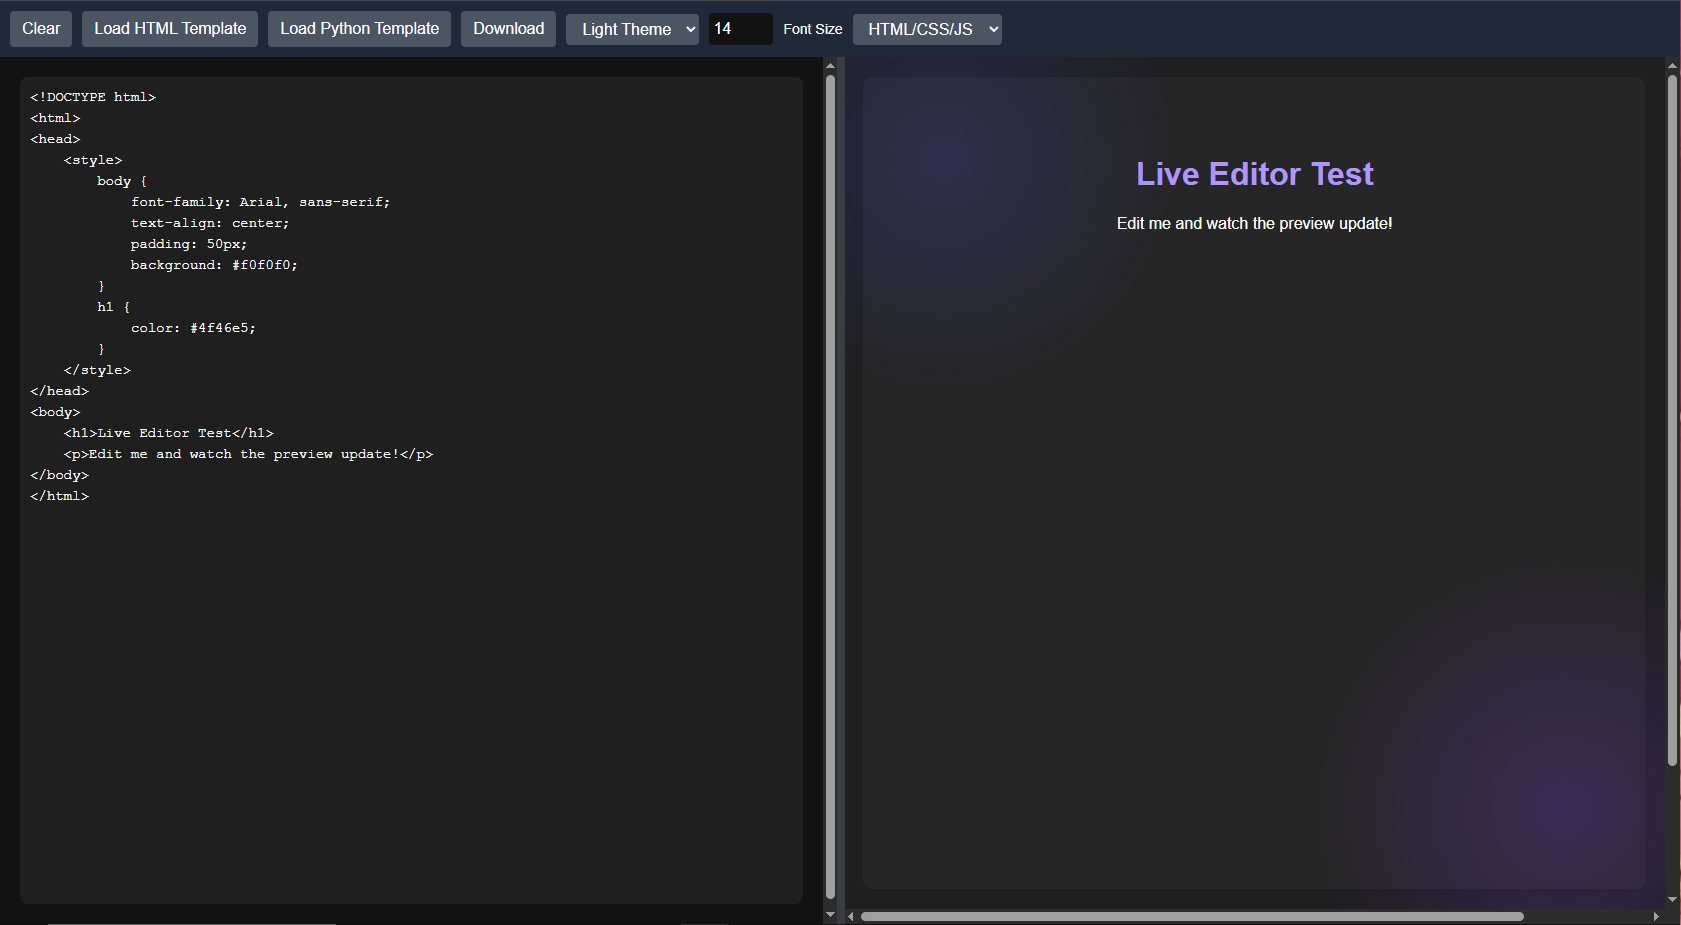 Clear Load HTML Template Load Python Template Download Light Theme 14 Font Size HTML/CSS/JS
<!DOCTYPE html>
<html>
<head>
    <style>
        body {
            font-family: Arial, sans-serif;
            text-align: center;
            padding: 50px;
            background: #f0f0f0;
        }
        h1 {
            color: #4f46e5;
        }
    </style>
</head>
<body>
    <h1>Live Editor Test</h1>
    <p>Edit me and watch the preview update!</p>
</body>
</html>
Live Editor Test
Edit me and watch the preview update!